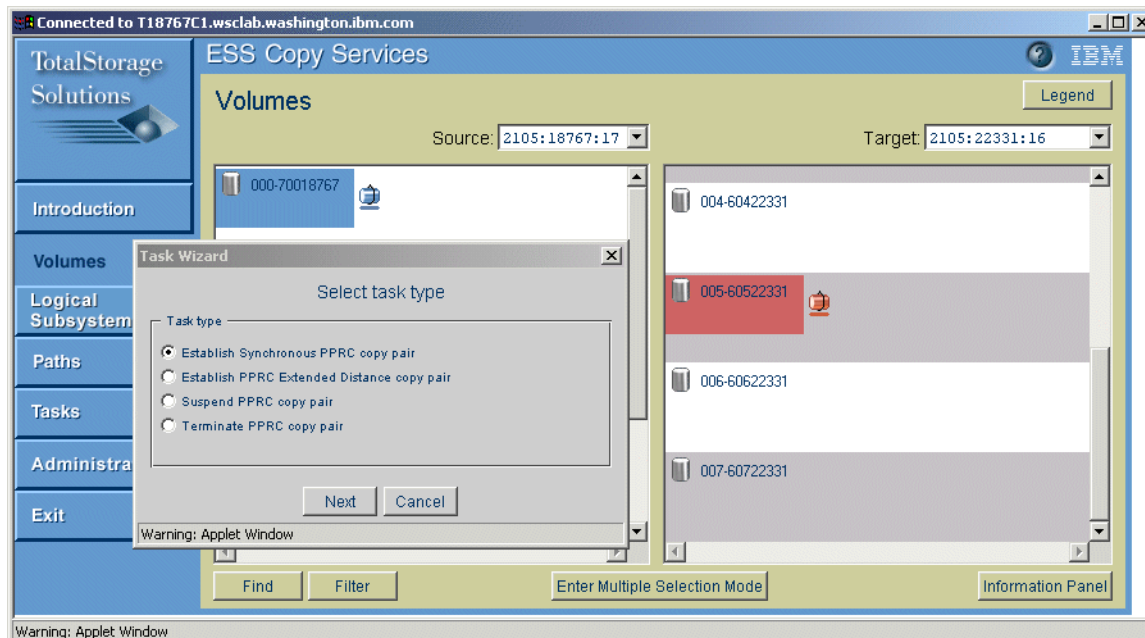 Connected to T18767C1.wsclab.washington.ibm.com
TotalStorage
Solutions
ESS Copy Services
? IBM
Volumes
Legend
Source: 2105:18767:17
Target: 2105:22331:16
Introduction
Volumes
Logical
Subsystem
Paths
Tasks
Administra
Exit
000-70018767
004-60422331
005-60522331
006-60622331
007-60722331
Task Wizard
Select task type
Task type
Establish Synchronous PPRC copy pair
Establish PPRC Extended Distance copy pair
Suspend PPRC copy pair
Terminate PPRC copy pair
Next Cancel
Warning: Applet Window
Find Filter Enter Multiple Selection Mode Information Panel
Warning: Applet Window